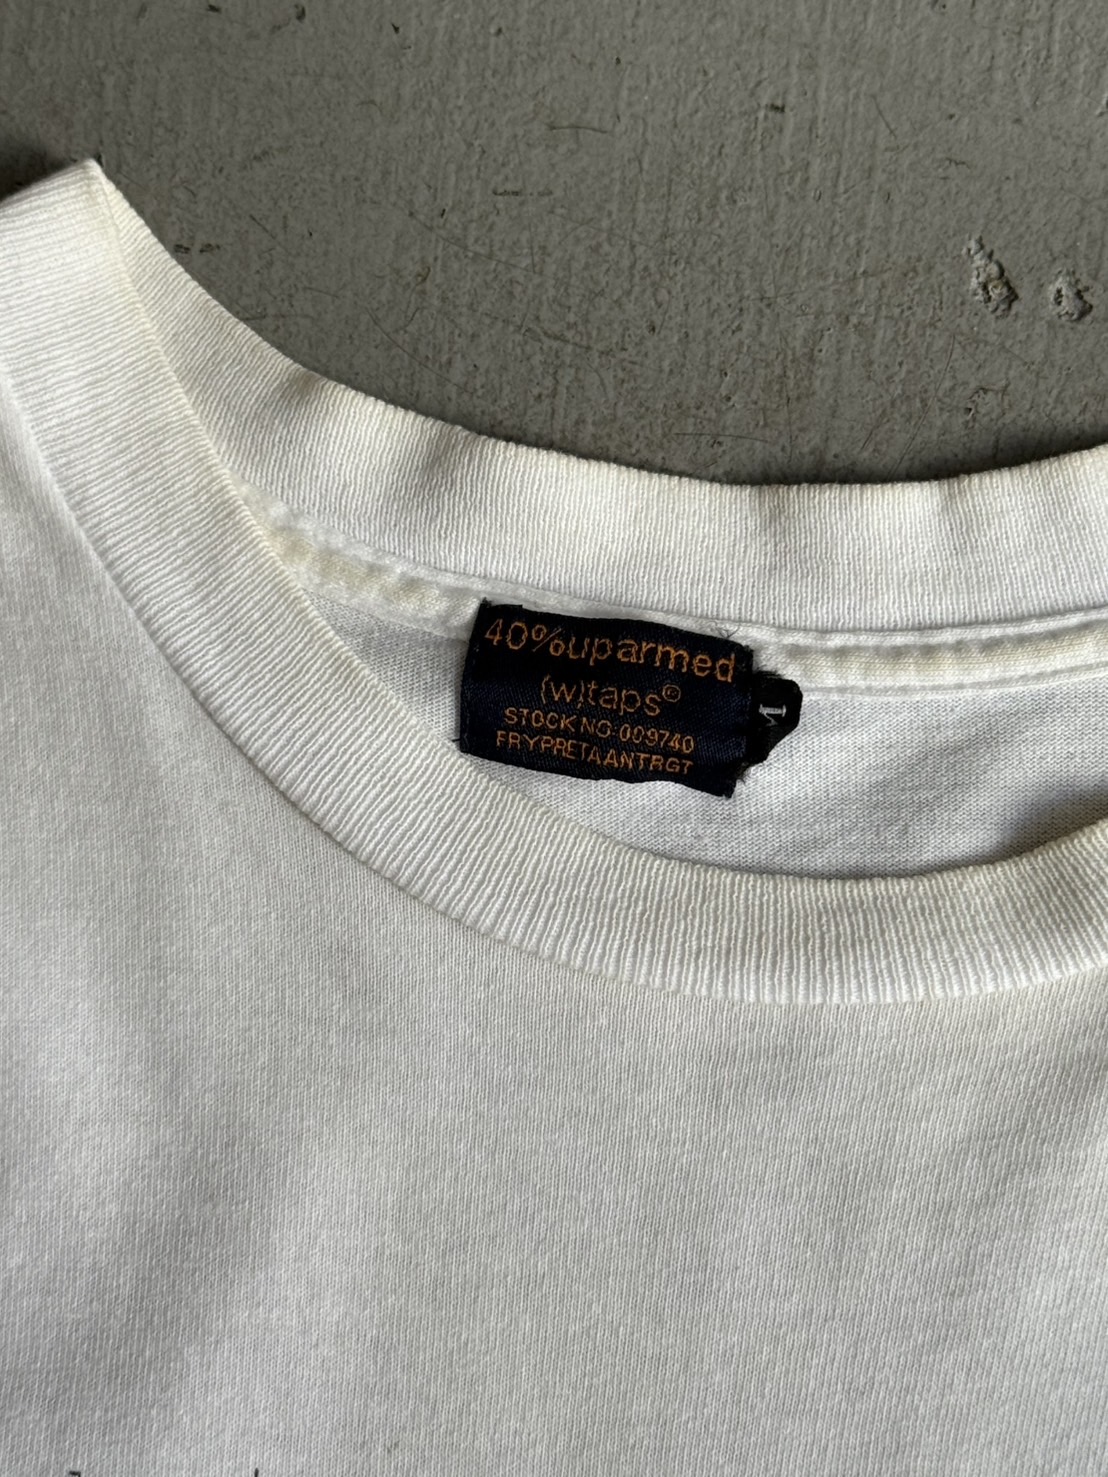 40%uparmed
(w)taps©
STOCK NO 009740
FRYPRETAANTRGT
M